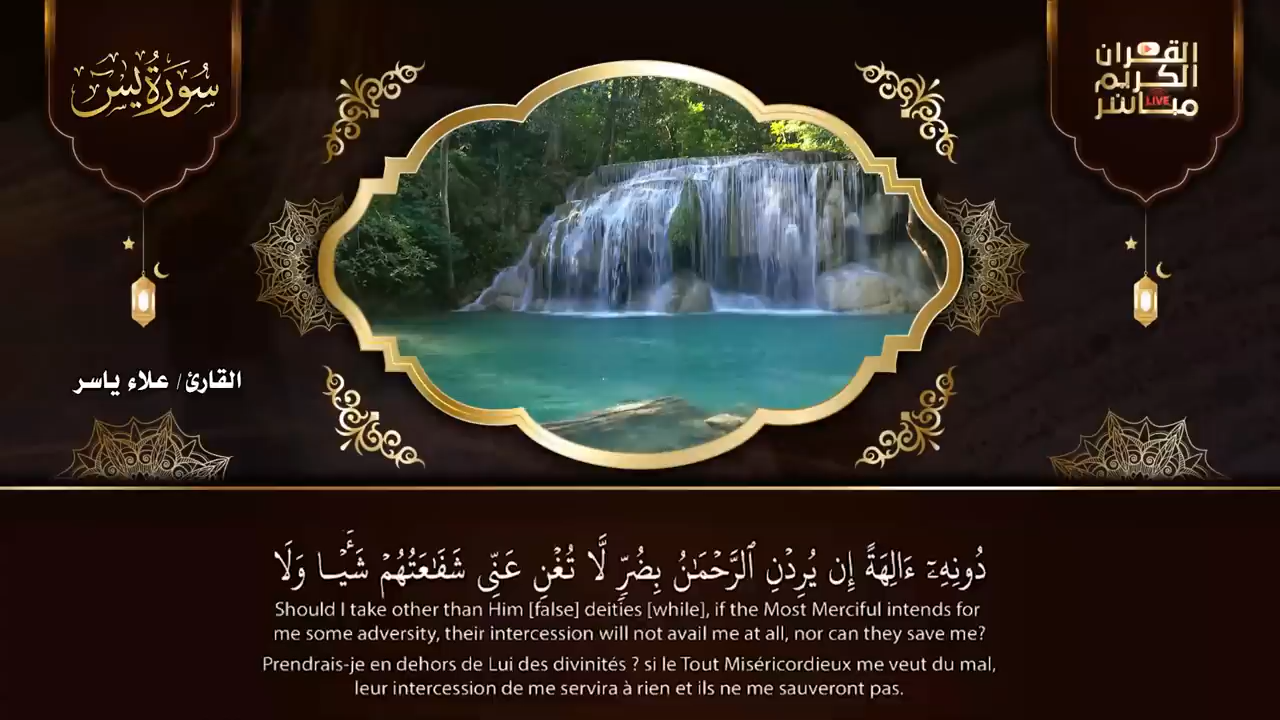 سُورَةُ يسٓ
القرآن
الكريم
مباشر
LIVE
القارئ/ علاء ياسر
دُونِهِۦٓ ءَالِهَةً إِن يُرِدْنِ ٱلرَّحْمَٰنُ بِضُرٍّ لَّا تُغْنِ عَنِّى شَفَٰعَتُهُمْ شَيْـًٔا وَلَا
Should I take other than Him [false] deities [while], if the Most Merciful intends for
me some adversity, their intercession will not avail me at all, nor can they save me?
Prendrais-je en dehors de Lui des divinités ? si le Tout Miséricordieux me veut du mal,
leur intercession de me servira à rien et ils ne me sauveront pas.